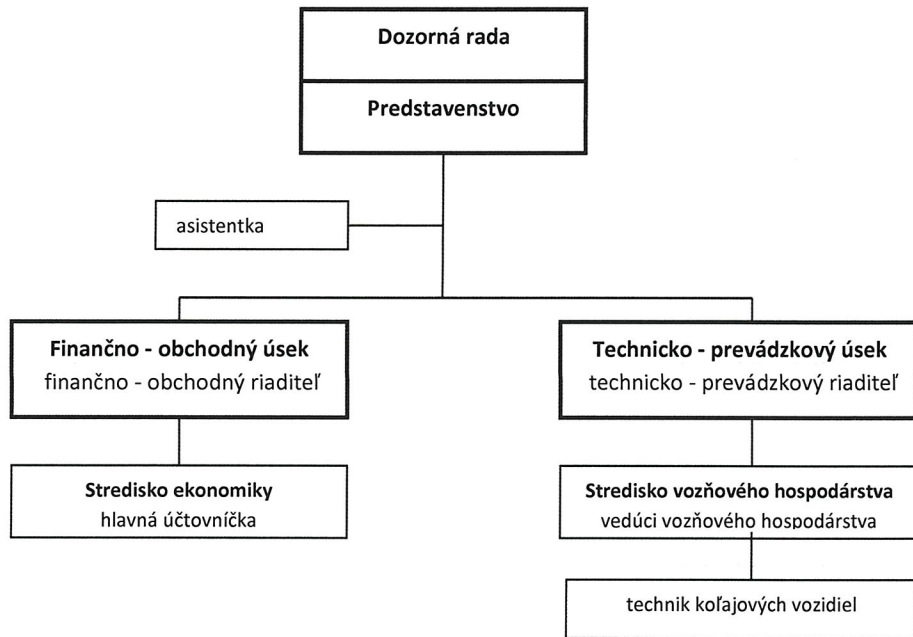 Dozorná rada
Predstavenstvo
asistentka
Finančno - obchodný úsek
finančno - obchodný riaditeľ
Technicko - prevádzkový úsek
technicko - prevádzkový riaditeľ
Stredisko ekonomiky
hlavná účtovníčka
Stredisko vozňového hospodárstva
vedúci vozňového hospodárstva
technik koľajových vozidiel